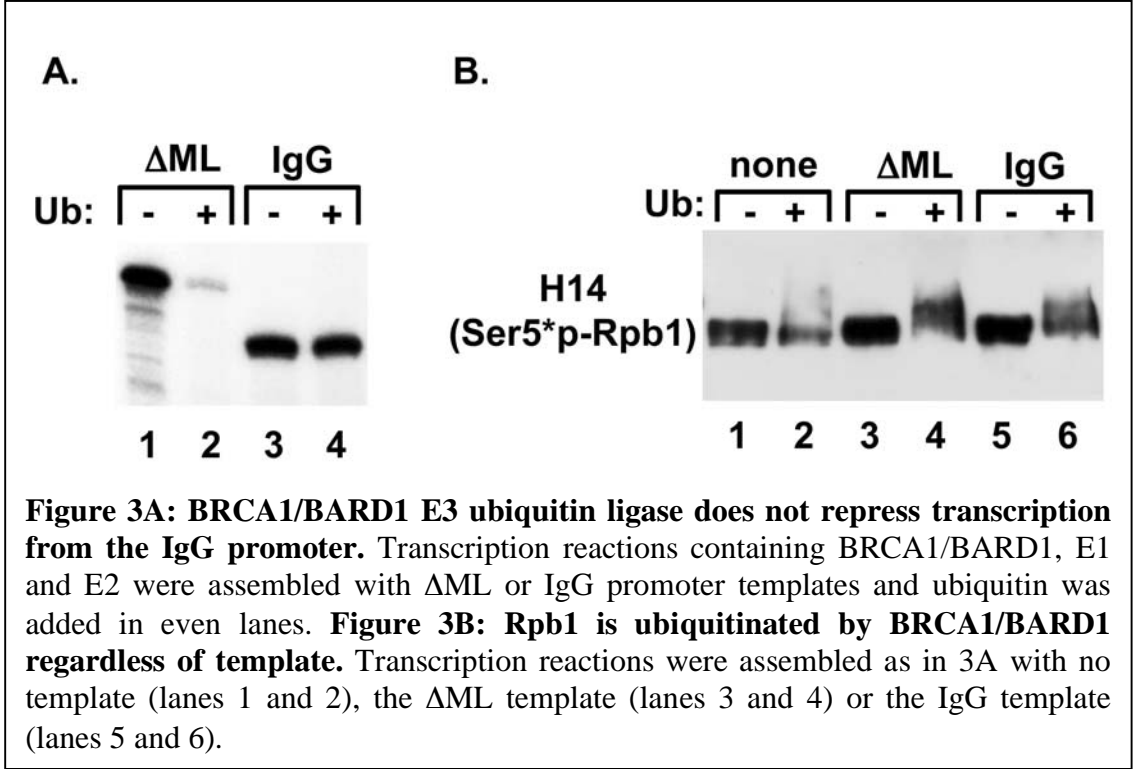 A.
ΔML IgG
Ub: - + - +
1 2 3 4
B.
none ΔML IgG
Ub: - + - + - +
H14
(Ser5*p-Rpb1)
1 2 3 4 5 6
Figure 3A: BRCA1/BARD1 E3 ubiquitin ligase does not repress transcription
from the IgG promoter. Transcription reactions containing BRCA1/BARD1, E1
and E2 were assembled with ΔML or IgG promoter templates and ubiquitin was
added in even lanes. Figure 3B: Rpb1 is ubiquitinated by BRCA1/BARD1
regardless of template. Transcription reactions were assembled as in 3A with no
template (lanes 1 and 2), the ΔML template (lanes 3 and 4) or the IgG template
(lanes 5 and 6).